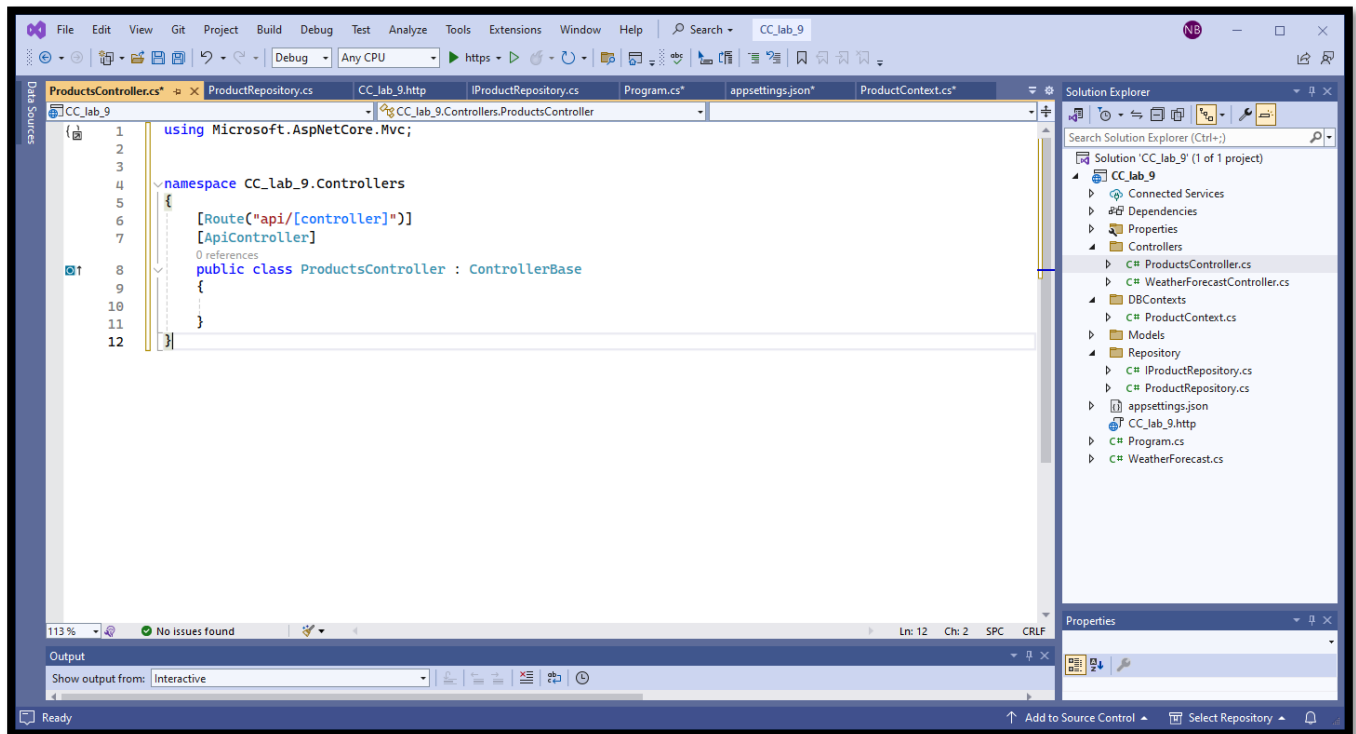 File Edit View Git Project Build Debug Test Analyze Tools Extensions Window Help Search CC_lab_9 NB
Debug Any CPU https
Data Sources
ProductsController.cs* ProductRepository.cs CC_lab_9.http IProductRepository.cs Program.cs* appsettings.json* ProductContext.cs*
CC_lab_9 CC_lab_9.Controllers.ProductsController
1 using Microsoft.AspNetCore.Mvc;
2
3
4 namespace CC_lab_9.Controllers
5 {
6 [Route("api/[controller]")]
7 [ApiController]
0 references
8 public class ProductsController : ControllerBase
9 {
10
11 }
12 }
113 % No issues found Ln: 12 Ch: 2 SPC CRLF
Output
Show output from: Interactive
Solution Explorer
Search Solution Explorer (Ctrl+;)
Solution 'CC_lab_9' (1 of 1 project)
CC_lab_9
Connected Services
Dependencies
Properties
Controllers
C# ProductsController.cs
C# WeatherForecastController.cs
DBContexts
C# ProductContext.cs
Models
Repository
C# IProductRepository.cs
C# ProductRepository.cs
appsettings.json
CC_lab_9.http
C# Program.cs
C# WeatherForecast.cs
Properties
Ready Add to Source Control Select Repository